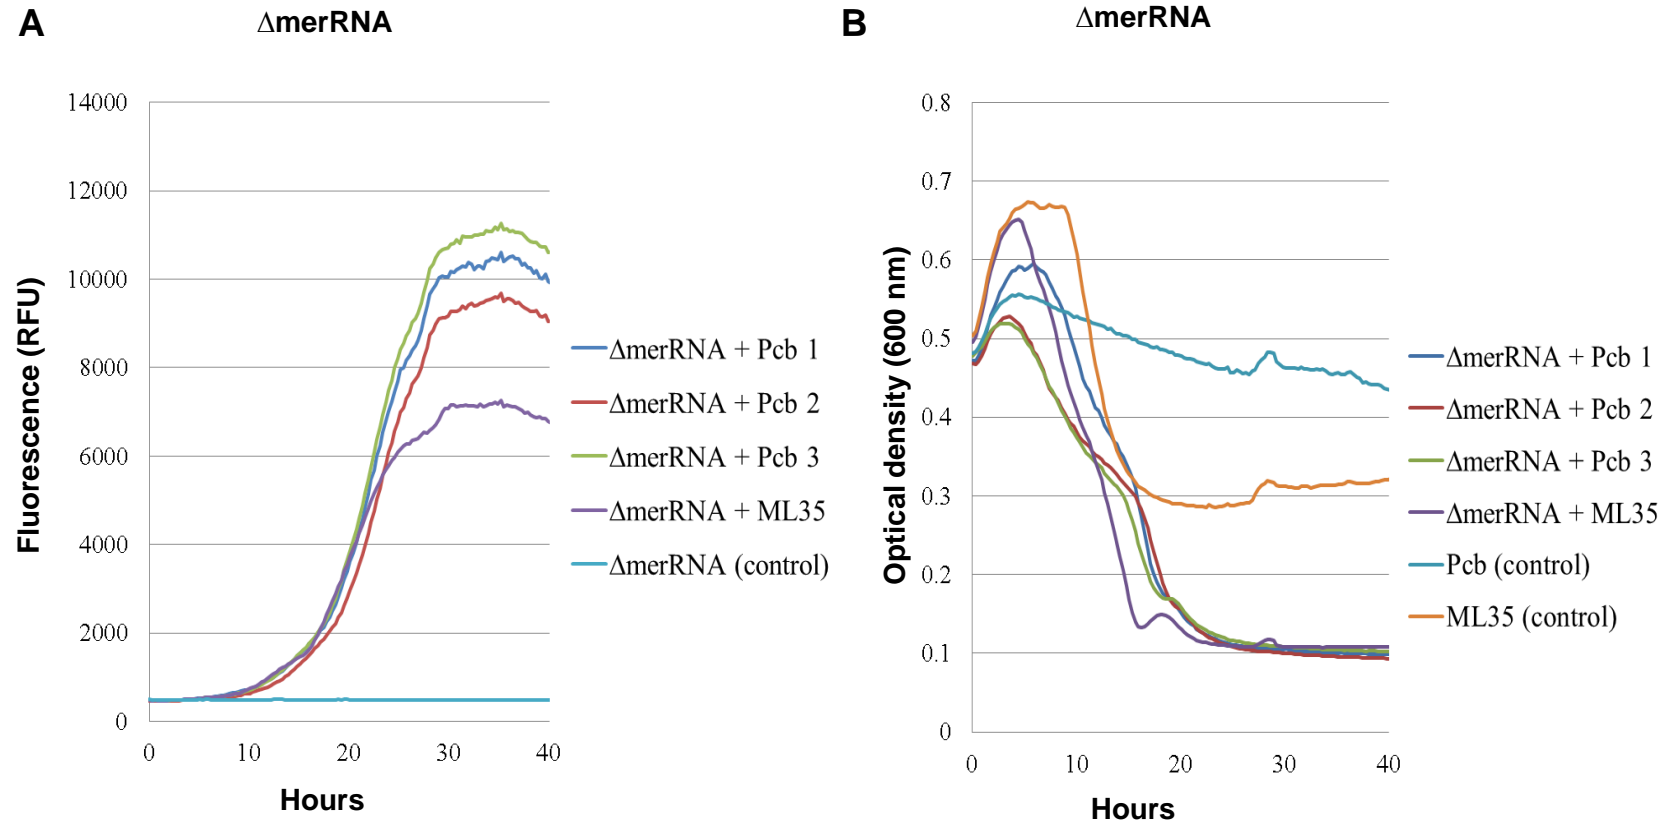 A
ΔmerRNA
14000
12000
10000
8000
6000
4000
2000
0
0 10 20 30 40
Fluorescence (RFU)
Hours
ΔmerRNA + Pcb 1
ΔmerRNA + Pcb 2
ΔmerRNA + Pcb 3
ΔmerRNA + ML35
ΔmerRNA (control)
B
ΔmerRNA
0.8
0.7
0.6
0.5
0.4
0.3
0.2
0.1
0
0 10 20 30 40
Optical density (600 nm)
Hours
ΔmerRNA + Pcb 1
ΔmerRNA + Pcb 2
ΔmerRNA + Pcb 3
ΔmerRNA + ML35
Pcb (control)
ML35 (control)